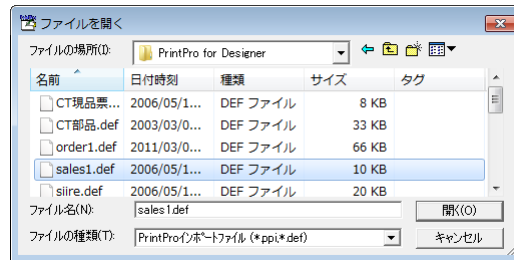 ファイルを開く
ファイルの場所(I): PrintPro for Designer
名前 日付時刻 種類 サイズ タグ
CT現品票... 2006/05/1... DEF ファイル 8 KB
CT部品.def 2003/03/0... DEF ファイル 33 KB
order1.def 2011/03/0... DEF ファイル 66 KB
sales1.def 2006/05/1... DEF ファイル 10 KB
siire.def 2006/05/1... DEF ファイル 20 KB
ファイル名(N): sales1.def 開く(O)
ファイルの種類(T): PrintProインポートファイル (*.ppi;*.def) キャンセル